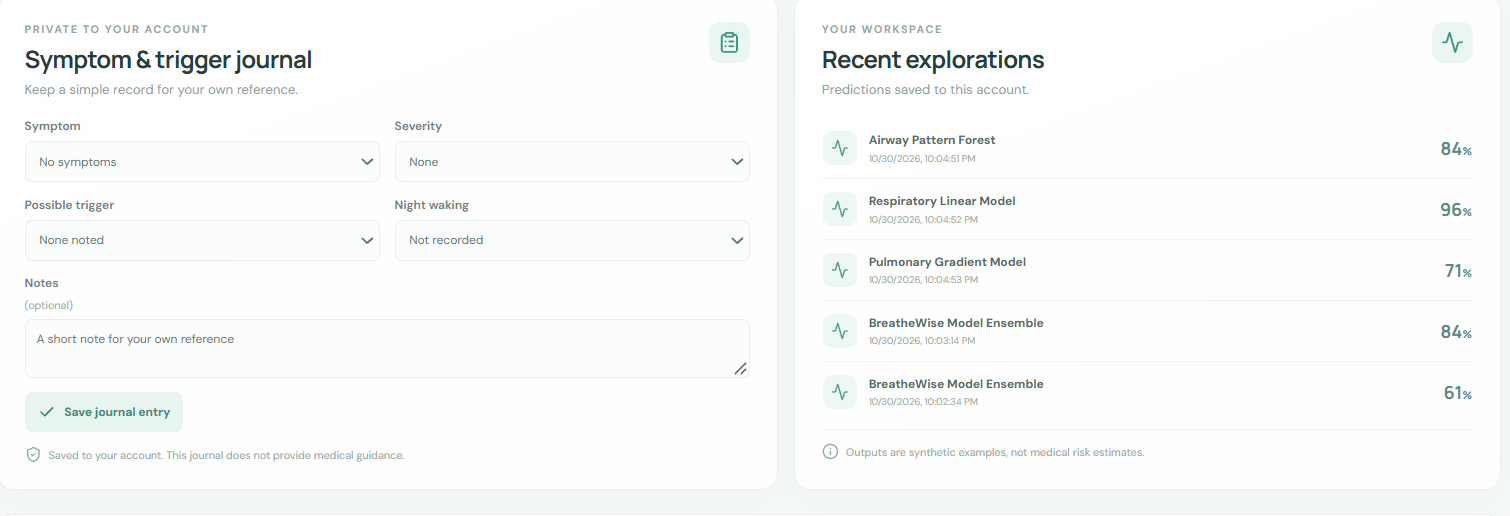 PRIVATE TO YOUR ACCOUNT
Symptom & trigger journal
Keep a simple record for your own reference.
Symptom
Severity
No symptoms
None
Possible trigger
Night waking
None noted
Not recorded
Notes
(optional)
A short note for your own reference
Save journal entry
Saved to your account. This journal does not provide medical guidance.
YOUR WORKSPACE
Recent explorations
Predictions saved to this account.
Airway Pattern Forest
10/30/2026, 10:04:51 PM
84%
Respiratory Linear Model
10/30/2026, 10:04:52 PM
96%
Pulmonary Gradient Model
10/30/2026, 10:04:53 PM
71%
BreatheWise Model Ensemble
10/30/2026, 10:03:14 PM
84%
BreatheWise Model Ensemble
10/30/2026, 10:02:34 PM
61%
Outputs are synthetic examples, not medical risk estimates.